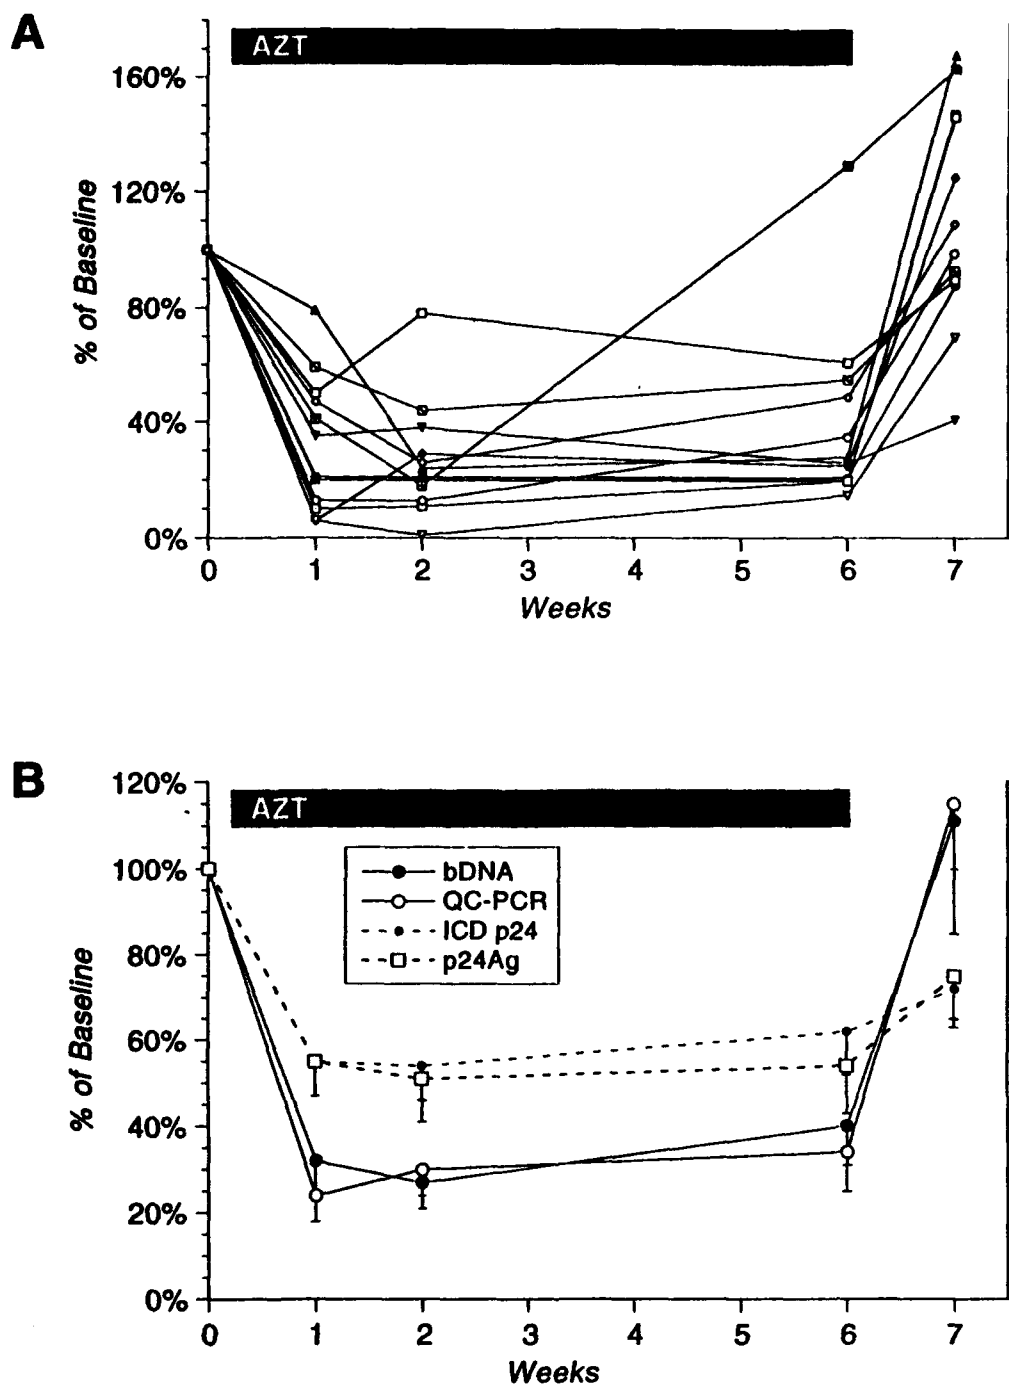 A
AZT
160%
120%
80%
40%
0%
% of Baseline
0 1 2 3 4 5 6 7
Weeks
B
AZT
120%
100%
80%
60%
40%
20%
0%
% of Baseline
bDNA
QC-PCR
ICD p24
p24Ag
0 1 2 3 4 5 6 7
Weeks